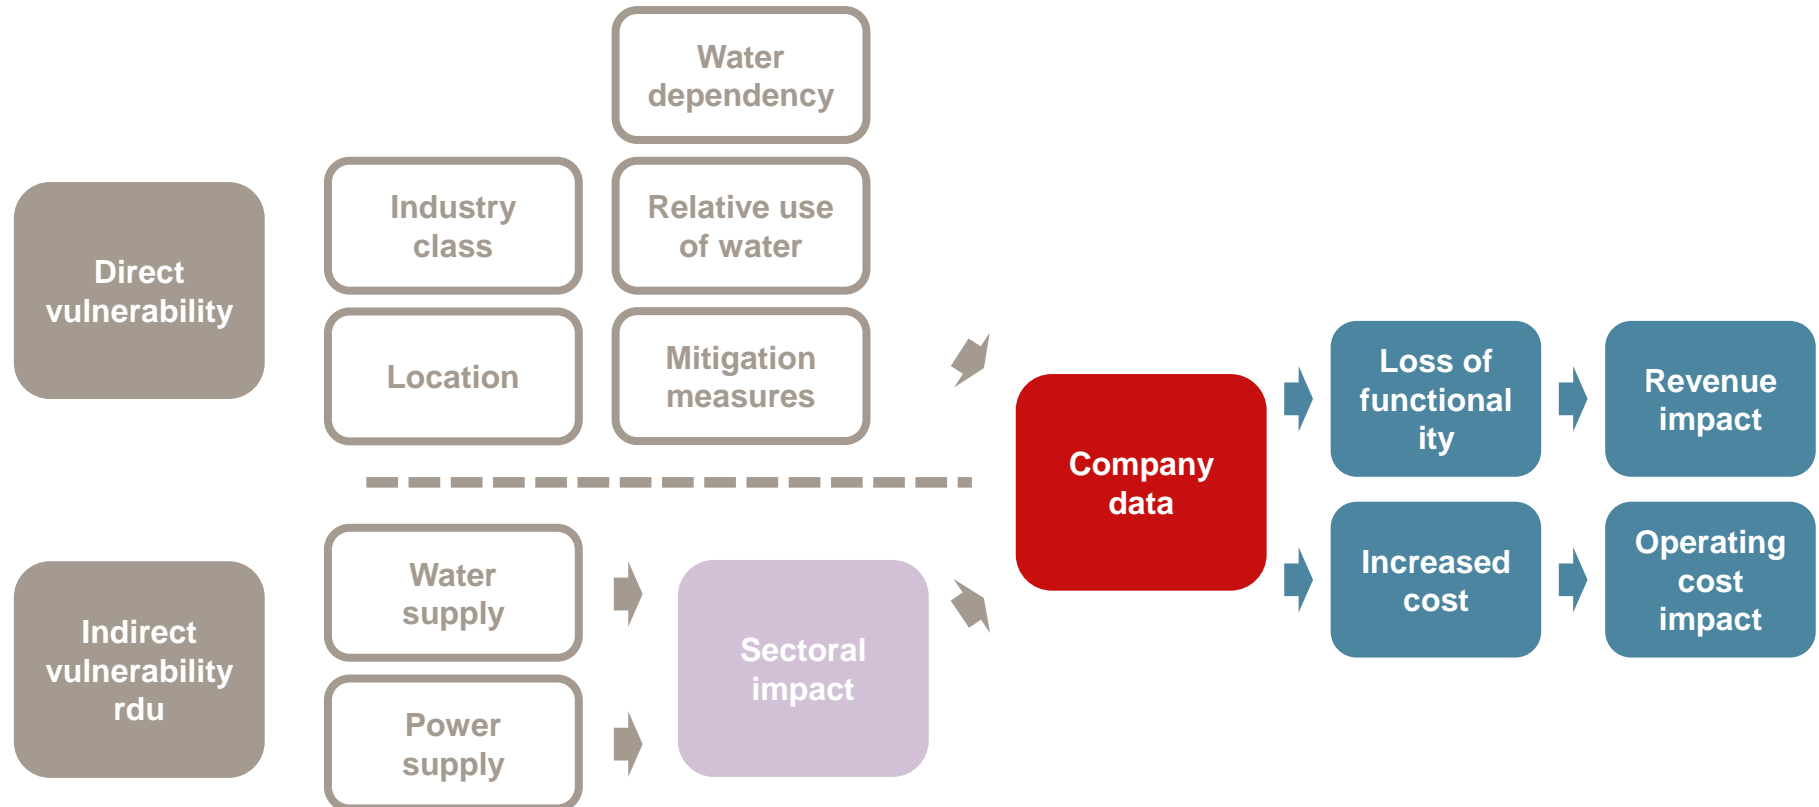 Water
dependency
Industry
class
Relative use
of water
Direct
vulnerability
Location
Mitigation
measures
Company
data
Loss of
functional
ity
Revenue
impact
Indirect
vulnerability
rdu
Water
supply
Power
supply
Sectoral
impact
Increased
cost
Operating
cost
impact